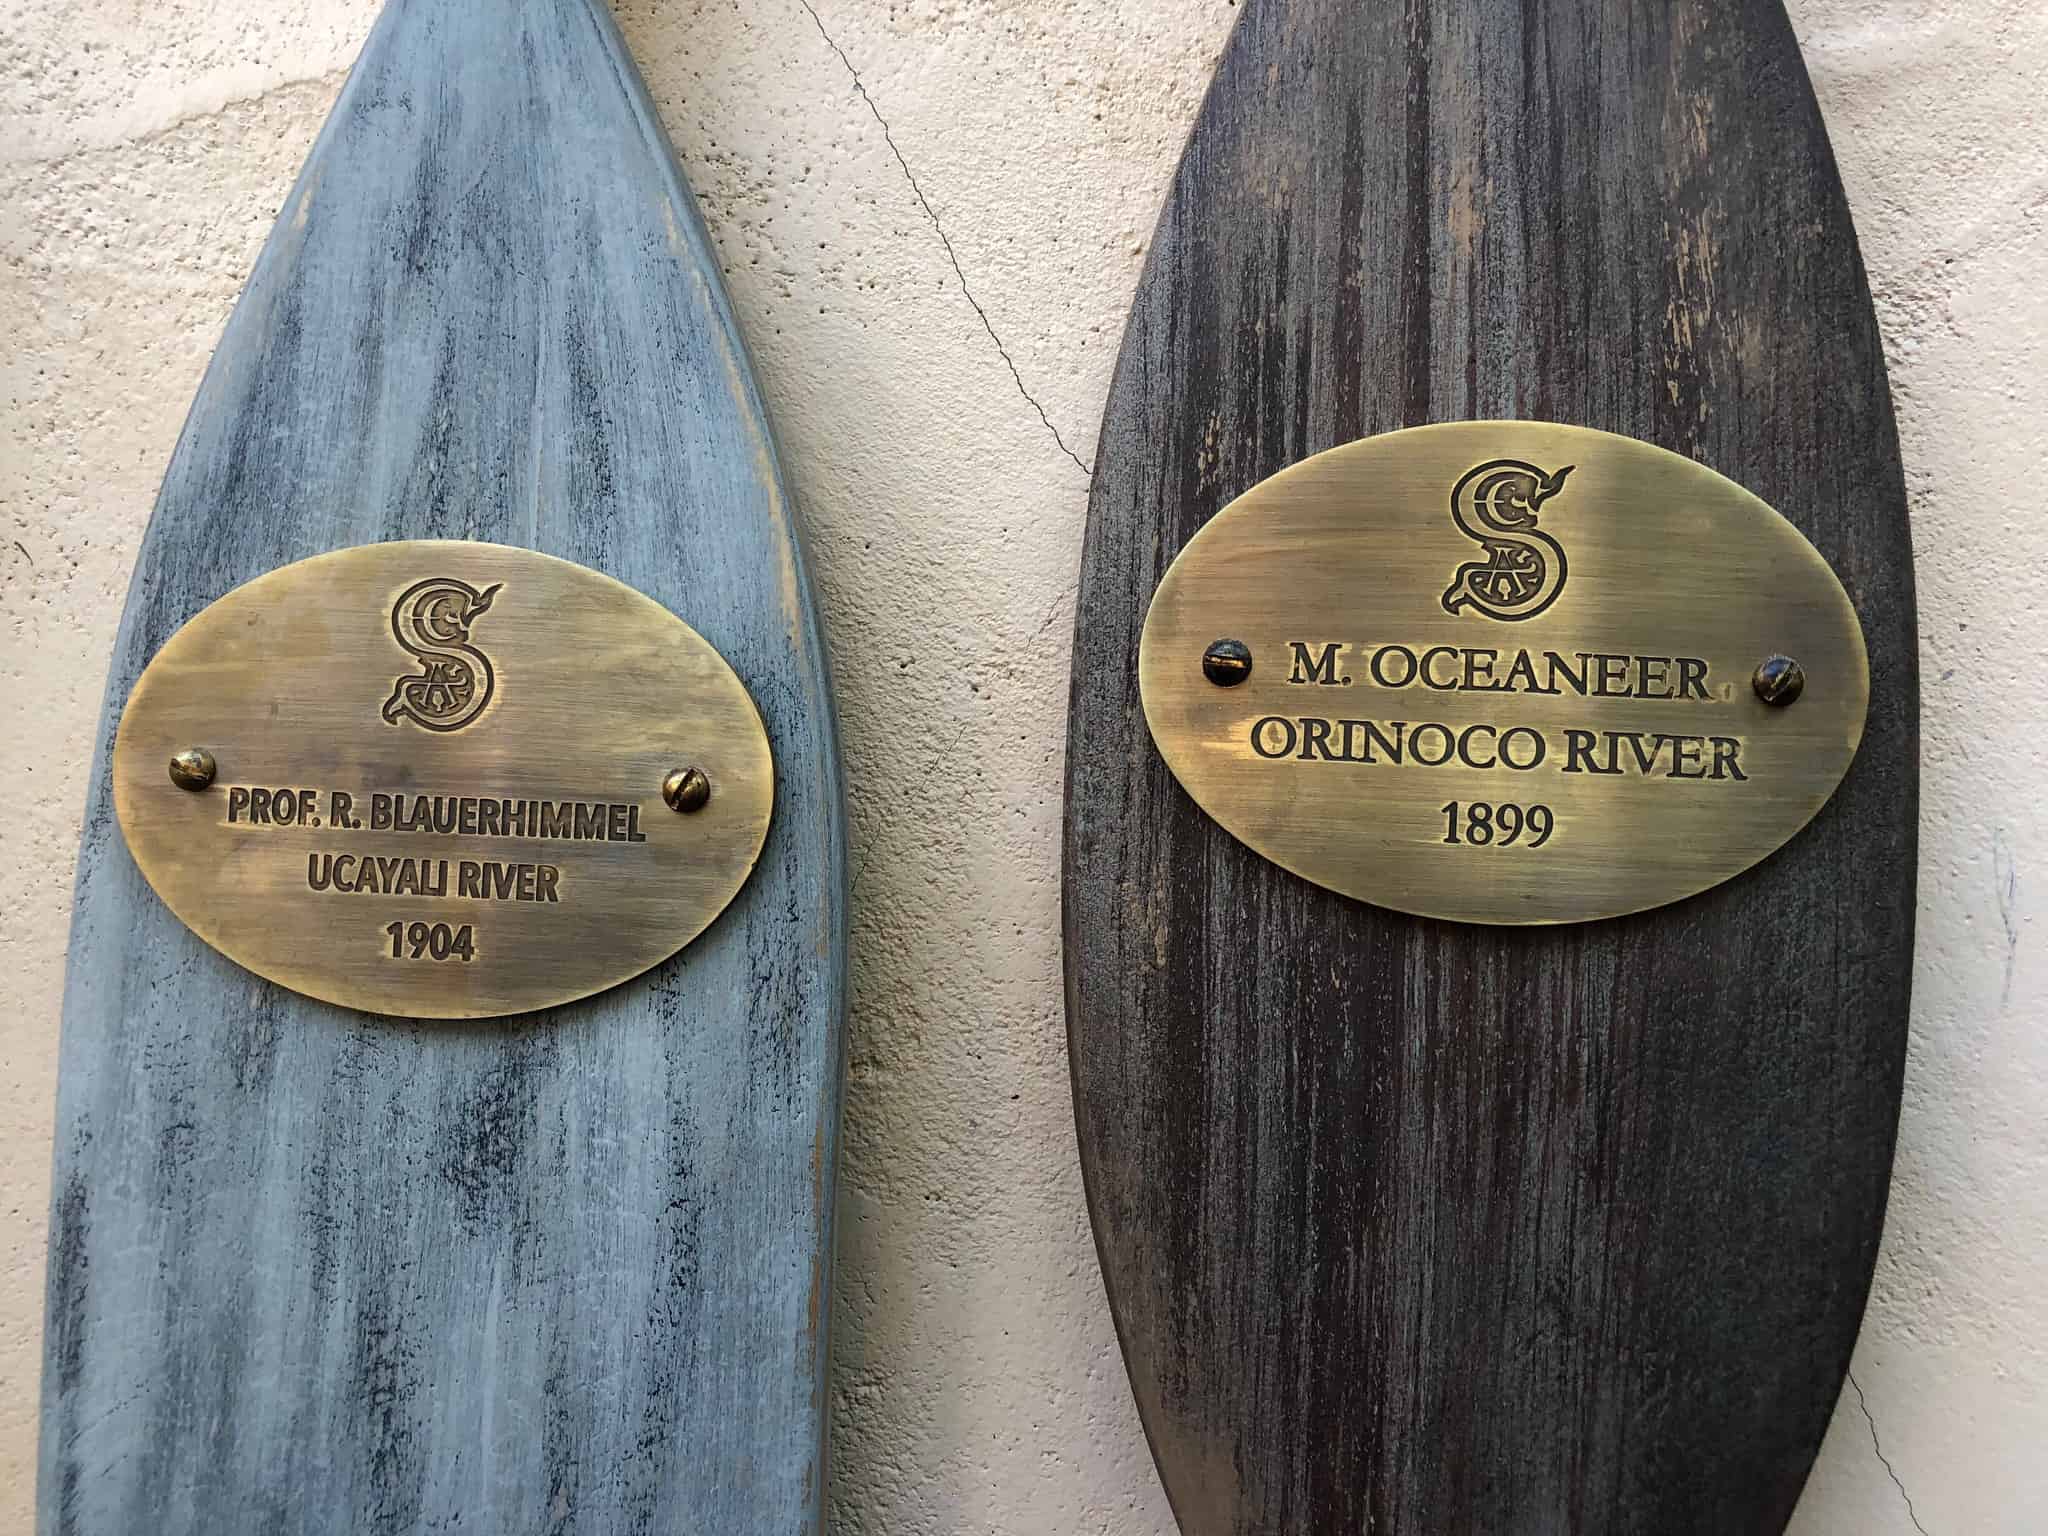 PROF. R. BLAUERHIMMEL
UCAYALI RIVER
1904
M. OCEANEER
ORINOCO RIVER
1899